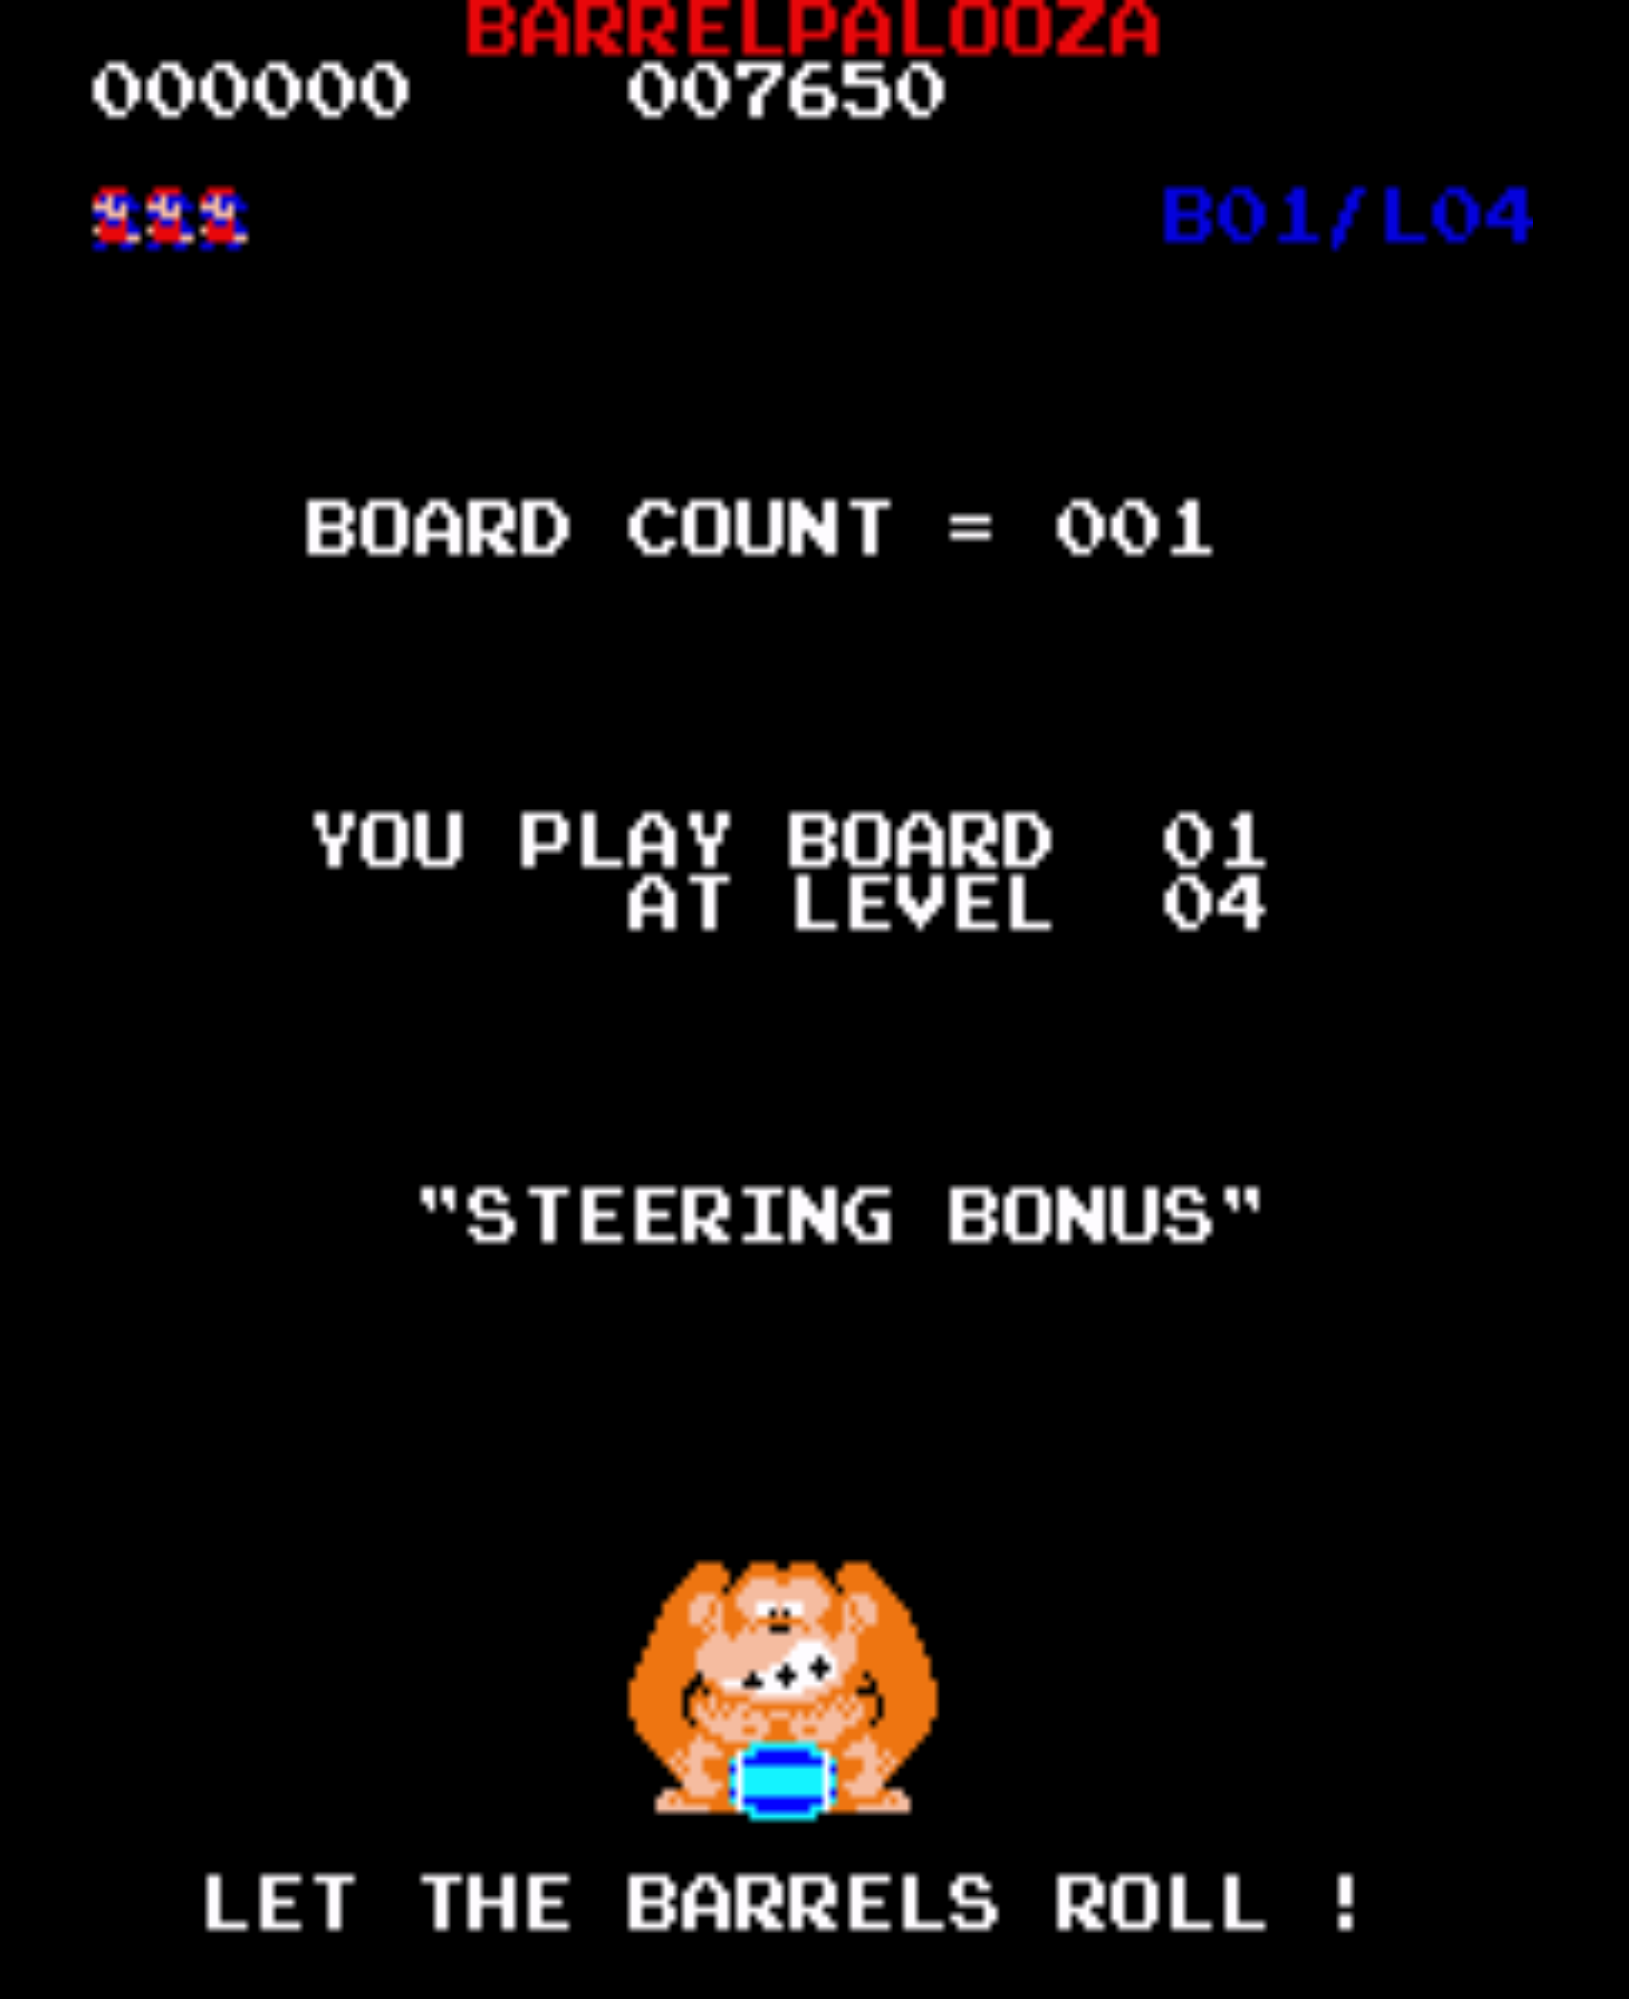 BARRELPALOOZA
000000 007650
B01/L04
BOARD COUNT = 001
YOU PLAY BOARD 01
AT LEVEL 04
"STEERING BONUS"
LET THE BARRELS ROLL !